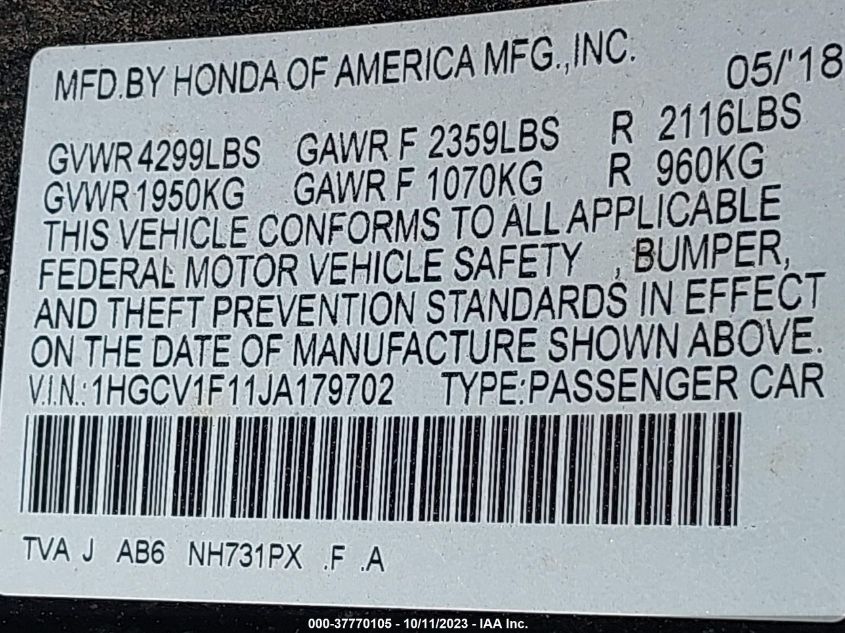 MFD.BY HONDA OF AMERICA MFG.,INC. 05/'18
GVWR 4299LBS GAWR F 2359LBS R 2116LBS
GVWR 1950KG GAWR F 1070KG R 960KG
THIS VEHICLE CONFORMS TO ALL APPLICABLE
FEDERAL MOTOR VEHICLE SAFETY , BUMPER,
AND THEFT PREVENTION STANDARDS IN EFFECT
ON THE DATE OF MANUFACTURE SHOWN ABOVE.
V.I.N.:1HGCV1F11JA179702 TYPE:PASSENGER CAR
TVA J AB6 NH731PX .F .A
000-37770105 - 10/11/2023 - IAA Inc.